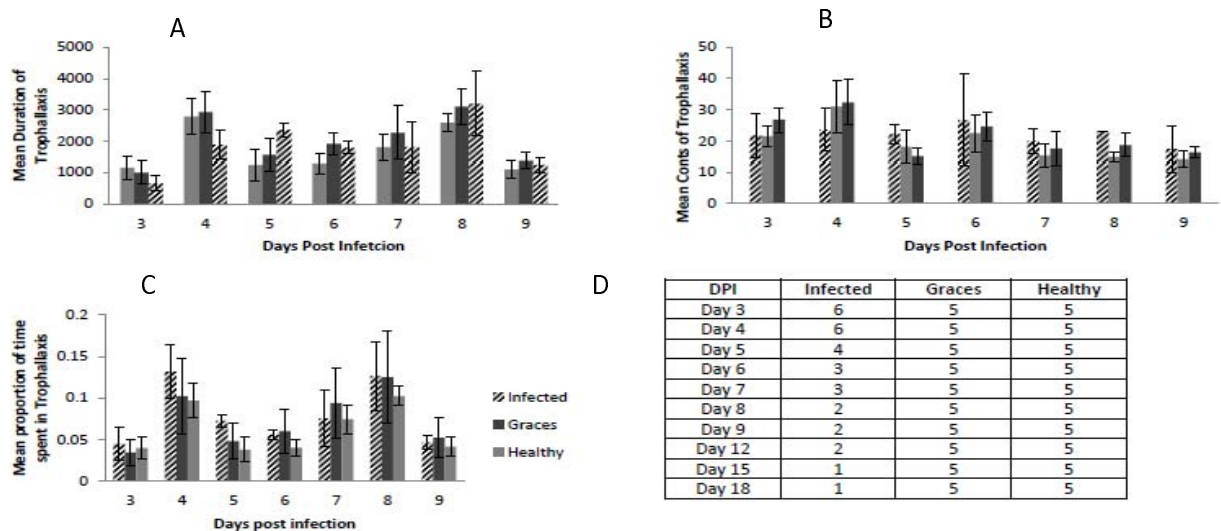 A
5000
4000
3000
2000
1000
0
Mean Duration of
Trophallaxis
3 4 5 6 7 8 9
Days Post Infetcion
B
50
40
30
20
10
0
Mean Conts of Trophallaxis
3 4 5 6 7 8 9
Days Post Infection
C
0.2
0.15
0.1
0.05
0
Mean proportion of time
spent in Trophallaxis
3 4 5 6 7 8 9
Days post infection
Infected
Graces
Healthy
D
DPI Infected Graces Healthy
Day 3 6 5 5
Day 4 6 5 5
Day 5 4 5 5
Day 6 3 5 5
Day 7 3 5 5
Day 8 2 5 5
Day 9 2 5 5
Day 12 2 5 5
Day 15 1 5 5
Day 18 1 5 5